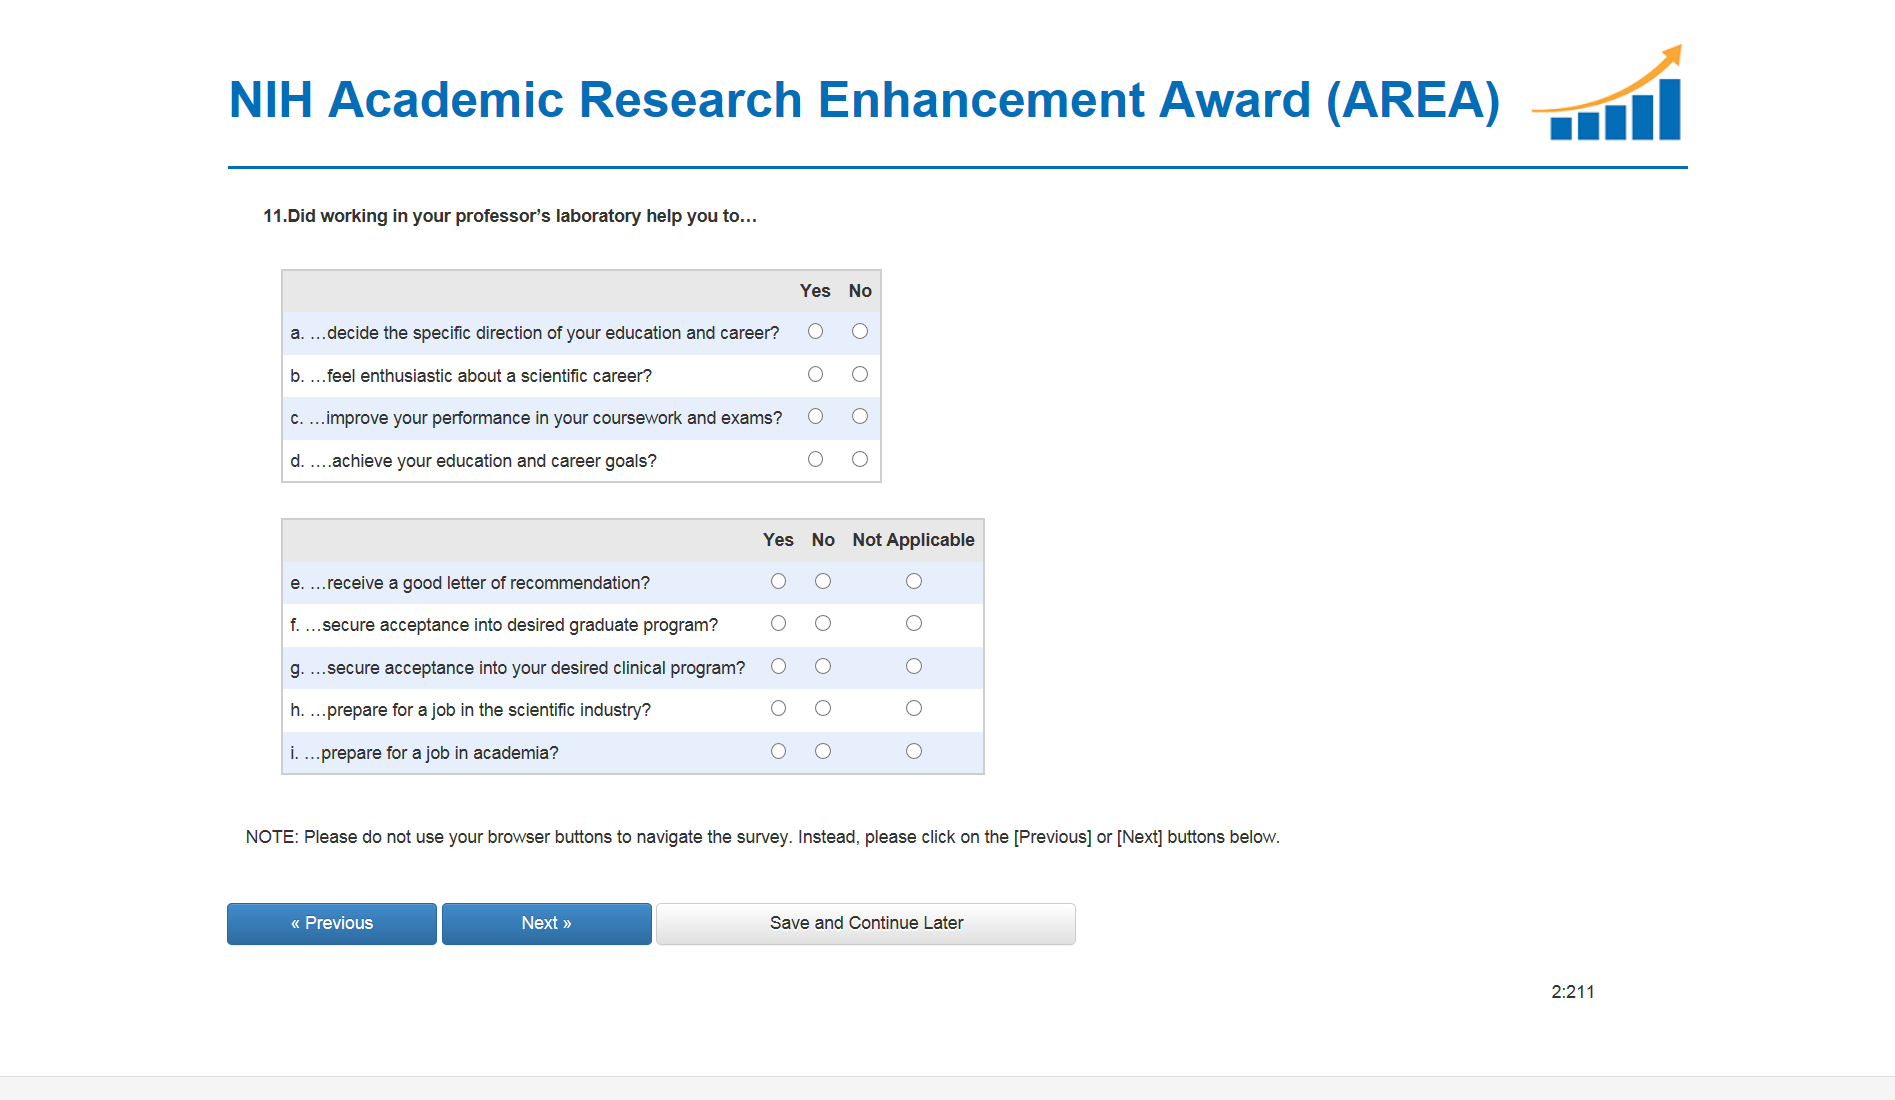 NIH Academic Research Enhancement Award (AREA)
11.Did working in your professor’s laboratory help you to…
Yes No
a. …decide the specific direction of your education and career?
b. …feel enthusiastic about a scientific career?
c. …improve your performance in your coursework and exams?
d. ….achieve your education and career goals?
Yes No Not Applicable
e. …receive a good letter of recommendation?
f. …secure acceptance into desired graduate program?
g. …secure acceptance into your desired clinical program?
h. …prepare for a job in the scientific industry?
i. …prepare for a job in academia?
NOTE: Please do not use your browser buttons to navigate the survey. Instead, please click on the [Previous] or [Next] buttons below.
« Previous Next » Save and Continue Later
2:211